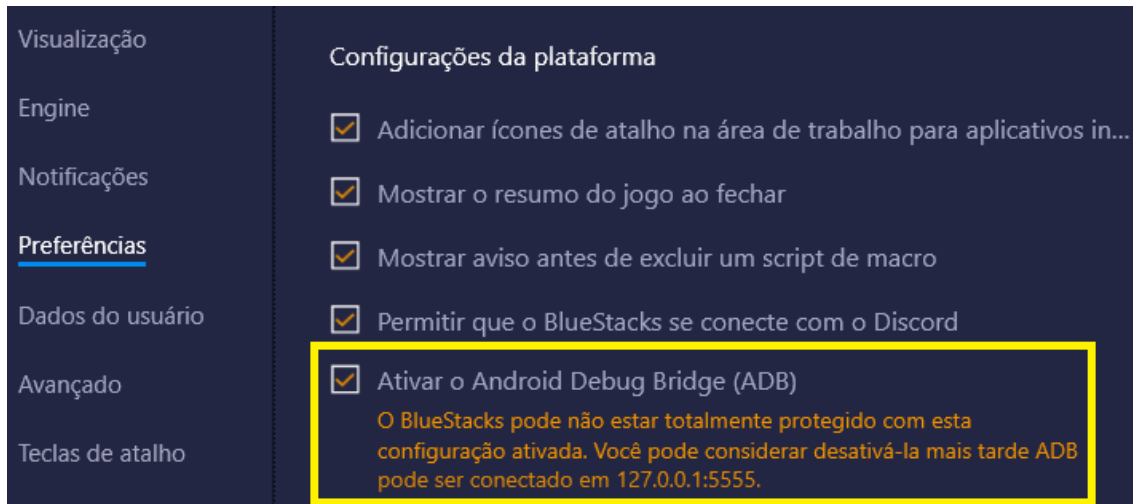 Visualização
Engine
Notificações
Preferências
Dados do usuário
Avançado
Teclas de atalho
Configurações da plataforma
Adicionar ícones de atalho na área de trabalho para aplicativos in...
Mostrar o resumo do jogo ao fechar
Mostrar aviso antes de excluir um script de macro
Permitir que o BlueStacks se conecte com o Discord
Ativar o Android Debug Bridge (ADB)
O BlueStacks pode não estar totalmente protegido com esta
configuração ativada. Você pode considerar desativá-la mais tarde ADB
pode ser conectado em 127.0.0.1:5555.